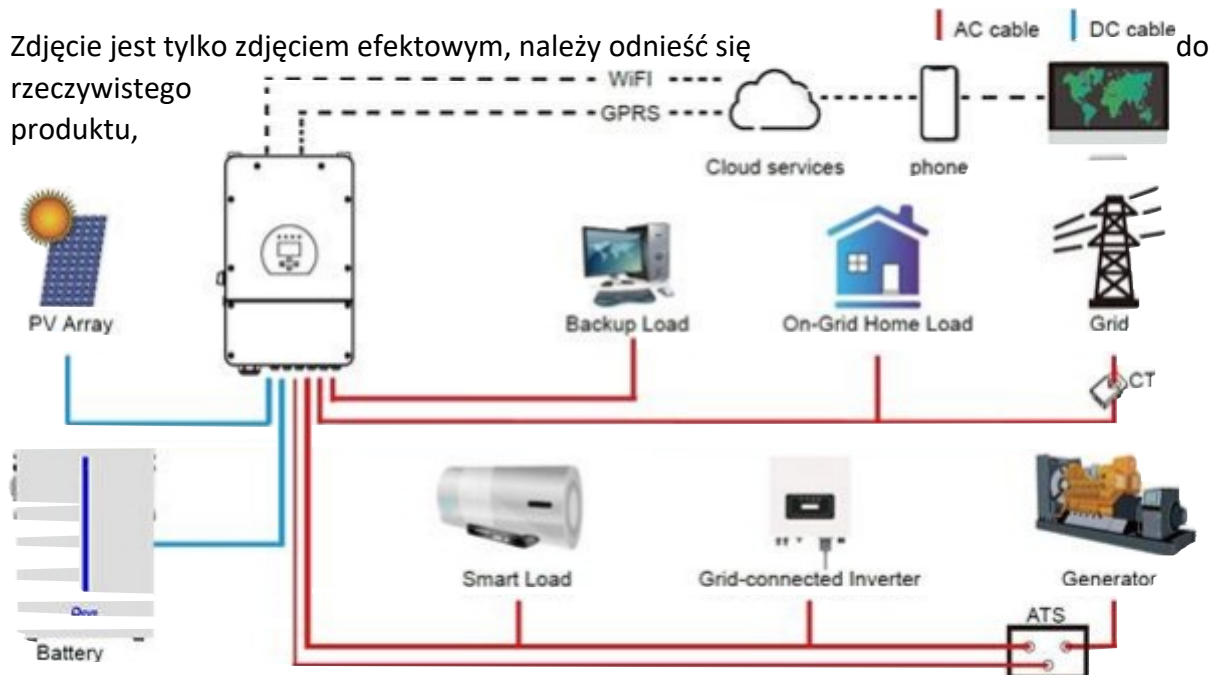 AC cable
DC cable
Zdjęcie jest tylko zdjęciem efektowym, należy odnieść się do
rzeczywistego
produktu,
WiFI
GPRS
Cloud services
phone
PV Array
Backup Load
On-Grid Home Load
Grid
CT
Smart Load
Grid-connected Inverter
Generator
ATS
Battery